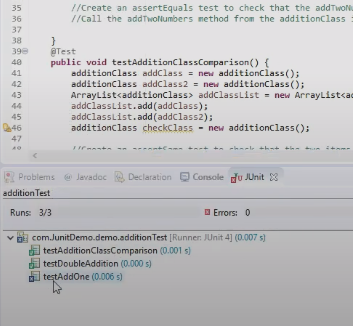 35 //Create an assertEquals test to check that the addTwoNu
36 //Call the addTwoNumbers method from the additionClass i
37
38 }
39 @Test
40 public void testAdditionClassComparison() {
41 additionClass addClass = new additionClass();
42 additionClass addClass2 = new additionClass();
43 ArrayList<additionClass> addClassList = new ArrayList<ad
44 addClassList.add(addClass);
45 addClassList.add(addClass2);
46 additionClass checkClass = new additionClass();
47
48 //Create an assertSame test to check that the two items
Problems @ Javadoc Declaration Console JUnit
additionTest
Runs: 3/3 Errors: 0
com.JunitDemo.demo.additionTest [Runner: JUnit 4] (0.007 s)
testAdditionClassComparison (0.001 s)
testDoubleAddition (0.000 s)
testAddOne (0.006 s)